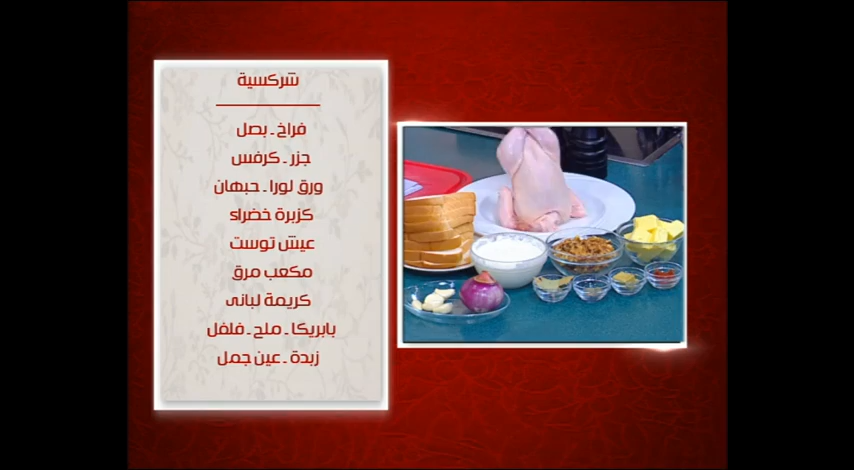 شركسية
فراخ - بصل
جزر - كرفس
ورق لورا - حبهان
كزبرة خضراء
عيش توست
مكعب مرق
كريمة لبانى
بابريكا - ملح - فلفل
زبدة - عين جمل